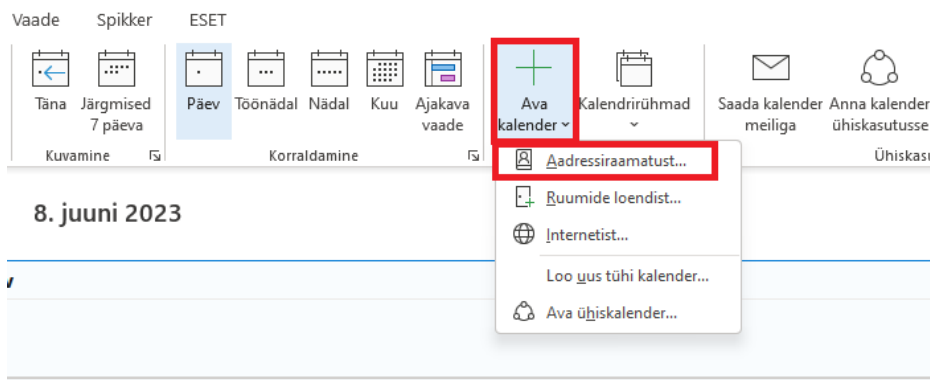 Vaade Spikker ESET
Täna Järgmised 7 päeva Päev Töönädal Nädal Kuu Ajakava vaade Ava kalender Kalendrirühmad Saada kalender meiliga Anna kalender ühiskasutusse
Kuvamine Korraldamine
Aadressiraamatust...
Ruumide loendist...
Internetist...
Loo uus tühi kalender...
Ava ühiskalender...
8. juuni 2023